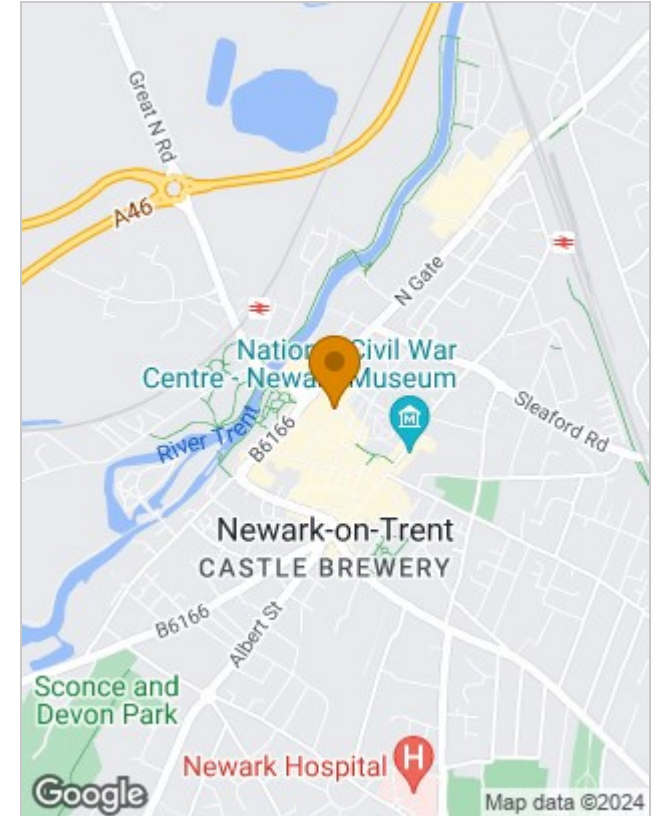 Great N Rd
A46
N Gate
National Civil War
Centre - Newark Museum
Sleaford Rd
River Trent
B6166
Newark-on-Trent
CASTLE BREWERY
B6166
Albert St
Sconce and
Devon Park
Newark Hospital
H
M
Google
Map data ©2024